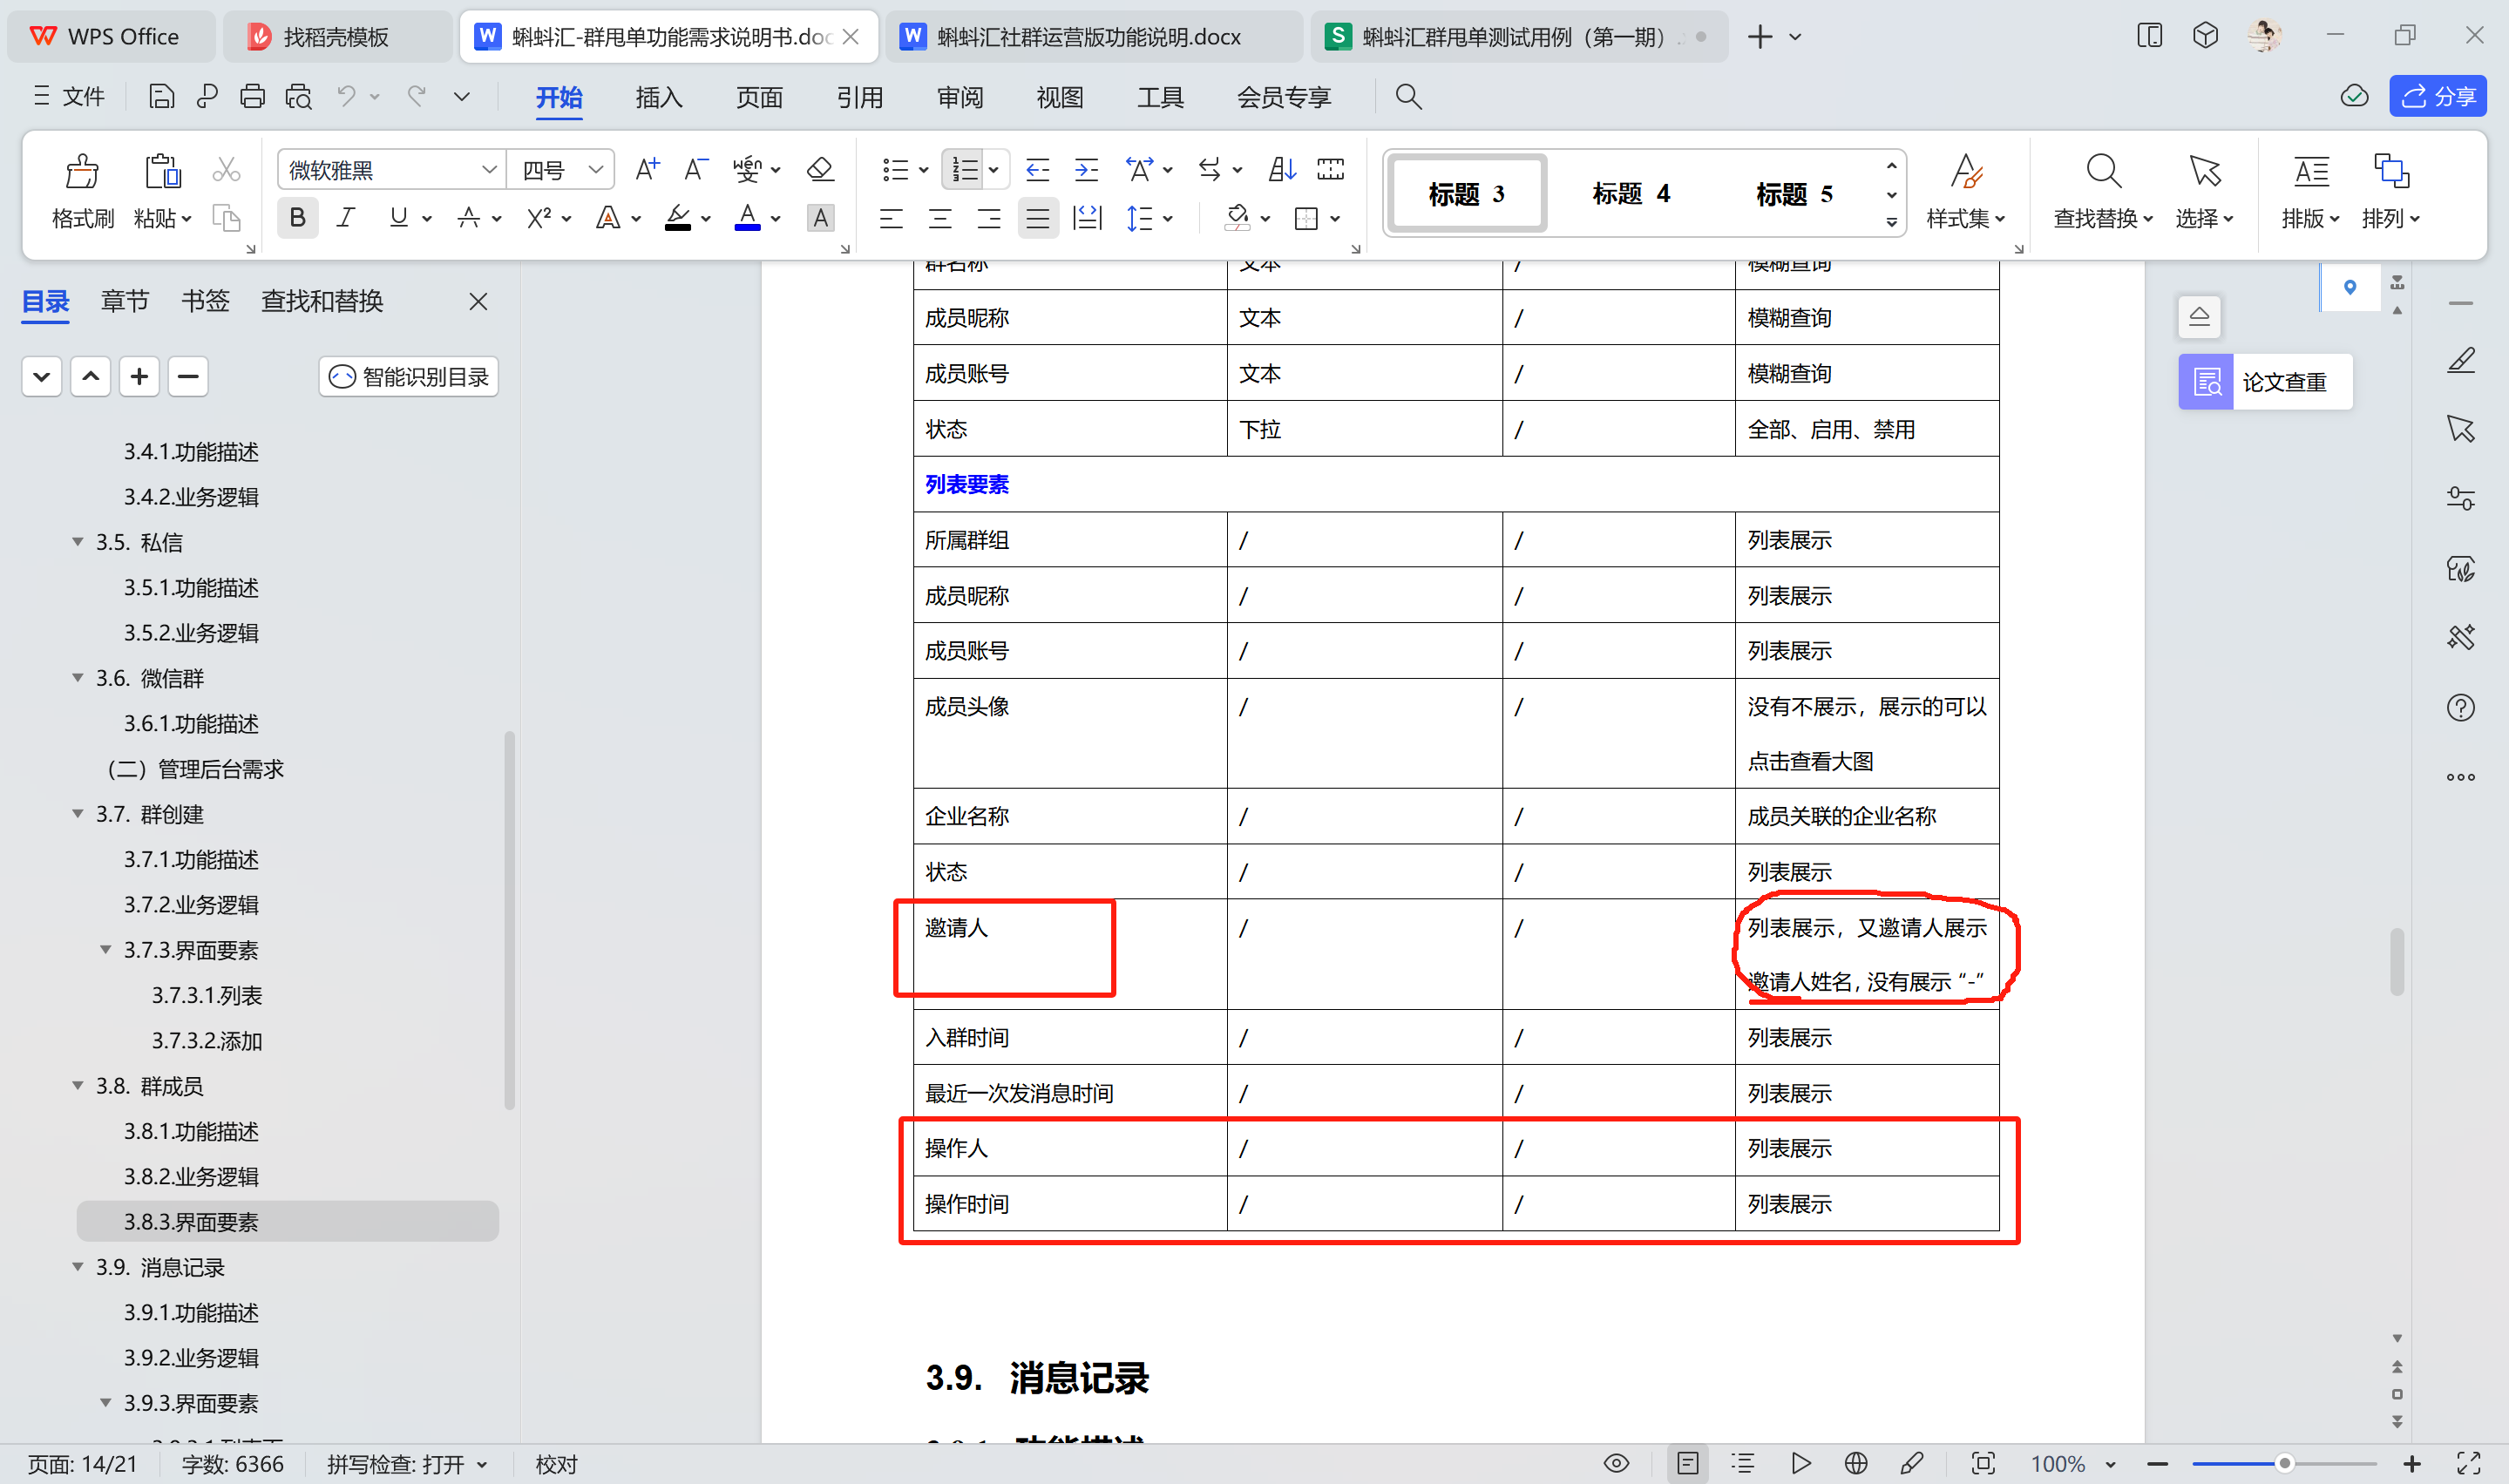 WPS Office
找稻壳模板
蝌蚪汇-群甩单功能需求说明书.doc
蝌蚪汇社群运营版功能说明.docx
蝌蚪汇群甩单测试用例（第一期）
文件
开始
插入
页面
引用
审阅
视图
工具
会员专享
分享
格式刷
粘贴
微软雅黑
四号
标题 3
标题 4
标题 5
样式集
查找替换
选择
排版
排列
目录
章节
书签
查找和替换
智能识别目录
3.4.1.功能描述
3.4.2.业务逻辑
3.5. 私信
3.5.1.功能描述
3.5.2.业务逻辑
3.6. 微信群
3.6.1.功能描述
（二）管理后台需求
3.7. 群创建
3.7.1.功能描述
3.7.2.业务逻辑
3.7.3.界面要素
3.7.3.1.列表
3.7.3.2.添加
3.8. 群成员
3.8.1.功能描述
3.8.2.业务逻辑
3.8.3.界面要素
3.9. 消息记录
3.9.1.功能描述
3.9.2.业务逻辑
3.9.3.界面要素
群名称 文本 / 模糊查询
成员昵称 文本 / 模糊查询
成员账号 文本 / 模糊查询
状态 下拉 / 全部、启用、禁用
列表要素
所属群组 / / 列表展示
成员昵称 / / 列表展示
成员账号 / / 列表展示
成员头像 / / 没有不展示，展示的可以
点击查看大图
企业名称 / / 成员关联的企业名称
状态 / / 列表展示
邀请人 / / 列表展示，又邀请人展示
邀请人姓名，没有展示“-”
入群时间 / / 列表展示
最近一次发消息时间 / / 列表展示
操作人 / / 列表展示
操作时间 / / 列表展示
3.9. 消息记录
论文查重
页面: 14/21
字数: 6366
拼写检查: 打开
校对
100%